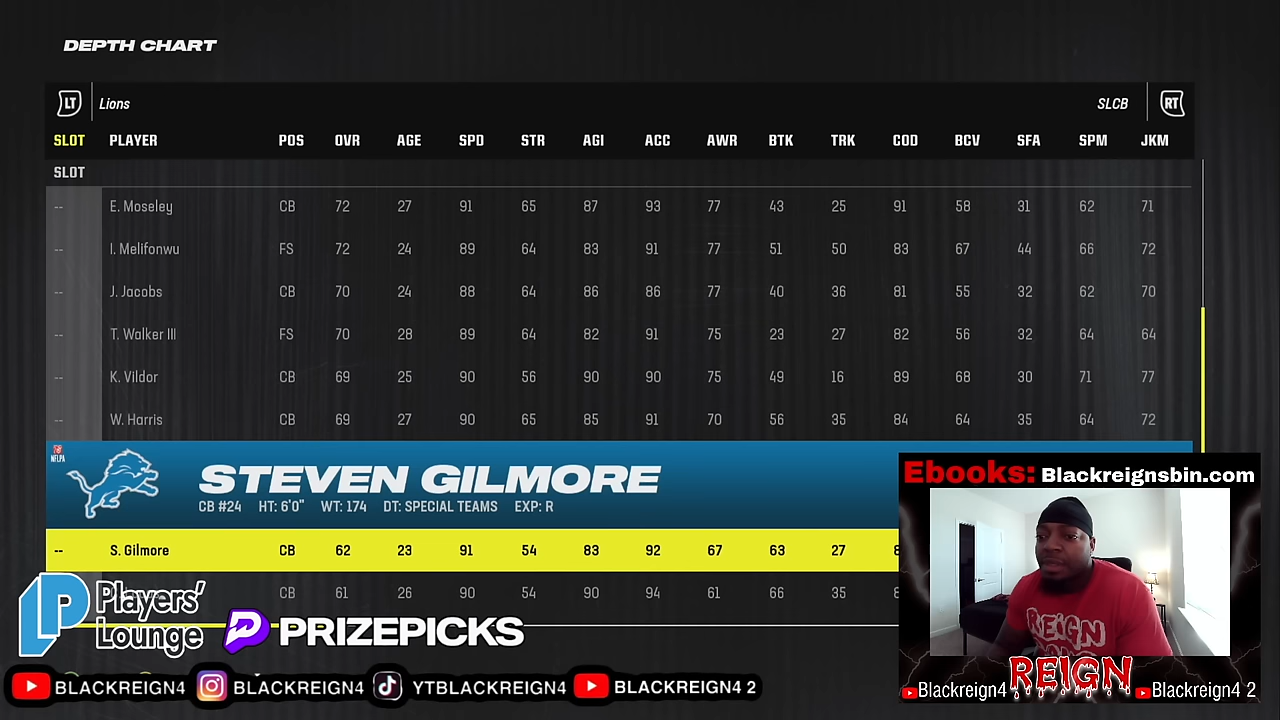 DEPTH CHART
LT Lions SLCB RT
SLOT PLAYER POS OVR AGE SPD STR AGI ACC AWR BTK TRK COD BCV SFA SPM JKM
SLOT
-- E. Moseley CB 72 27 91 65 87 93 77 43 25 91 58 31 62 71
-- I. Melifonwu FS 72 24 89 64 83 91 77 51 50 83 67 44 66 72
-- J. Jacobs CB 70 24 88 64 86 86 77 40 36 81 55 32 62 70
-- T. Walker III FS 70 28 89 64 82 91 75 23 27 82 56 32 64 64
-- K. Vildor CB 69 25 90 56 90 90 75 49 16 89 68 30 71 77
-- W. Harris CB 69 27 90 65 85 91 70 56 35 84 64 35 64 72
NFLPA
STEVEN GILMORE
CB #24 HT: 6'0" WT: 174 DT: SPECIAL TEAMS EXP: R
-- S. Gilmore CB 62 23 91 54 83 92 67 63 27
CB 61 26 90 54 90 94 61 66 35
Ebooks: Blackreignsbin.com
REIGN
Players'
Lounge
PRIZEPICKS
BLACKREIGN4 BLACKREIGN4 YTBLACKREIGN4 BLACKREIGN4 2
REIGN
Blackreign4 Blackreign4 2